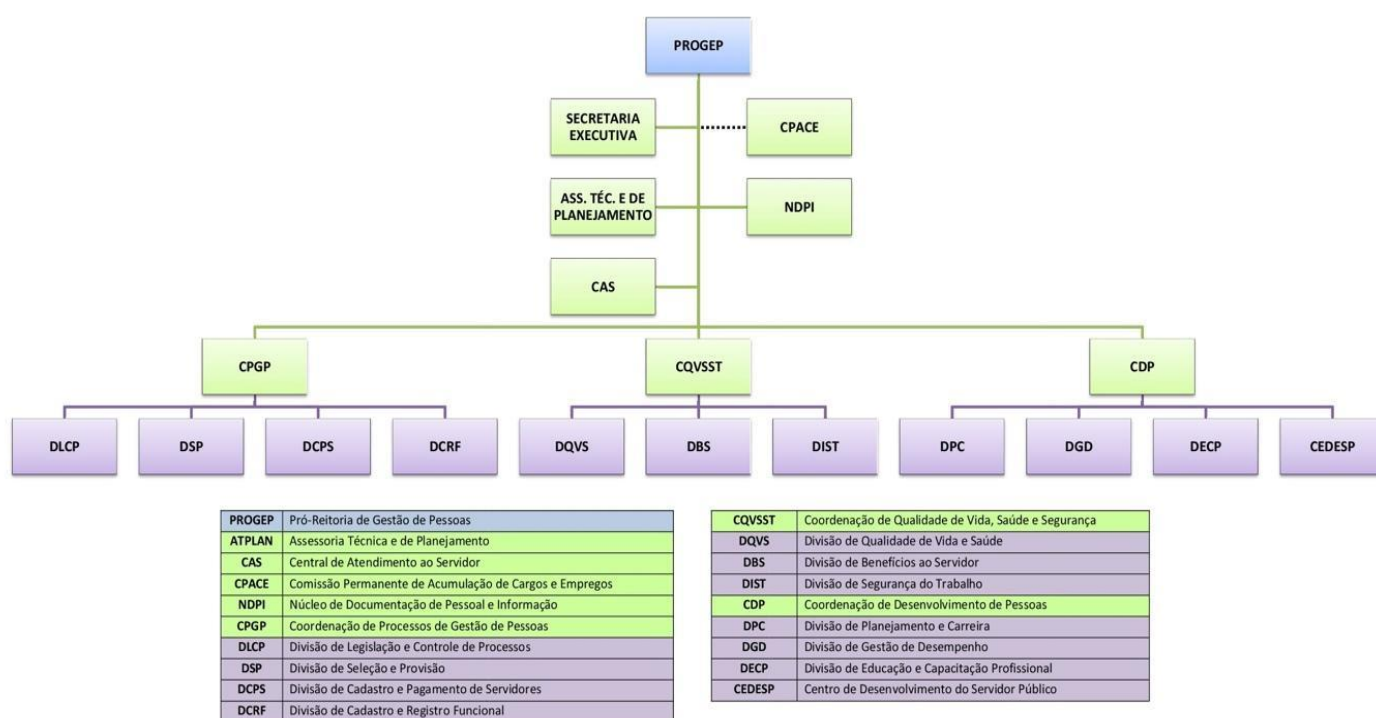 PROGEP
SECRETARIA
EXECUTIVA
CPACE
ASS. TÉC. E DE
PLANEJAMENTO
NDPI
CAS
CPGP
CQVSST
CDP
DLCP
DSP
DCPS
DCRF
DQVS
DBS
DIST
DPC
DGD
DECP
CEDESP
PROGEP Pró-Reitoria de Gestão de Pessoas
ATPLAN Assessoria Técnica e de Planejamento
CAS Central de Atendimento ao Servidor
CPACE Comissão Permanente de Acumulação de Cargos e Empregos
NDPI Núcleo de Documentação de Pessoal e Informação
CPGP Coordenação de Processos de Gestão de Pessoas
DLCP Divisão de Legislação e Controle de Processos
DSP Divisão de Seleção e Provisão
DCPS Divisão de Cadastro e Pagamento de Servidores
DCRF Divisão de Cadastro e Registro Funcional
CQVSST Coordenação de Qualidade de Vida, Saúde e Segurança
DQVS Divisão de Qualidade de Vida e Saúde
DBS Divisão de Benefícios ao Servidor
DIST Divisão de Segurança do Trabalho
CDP Coordenação de Desenvolvimento de Pessoas
DPC Divisão de Planejamento e Carreira
DGD Divisão de Gestão de Desempenho
DECP Divisão de Educação e Capacitação Profissional
CEDESP Centro de Desenvolvimento do Servidor Público